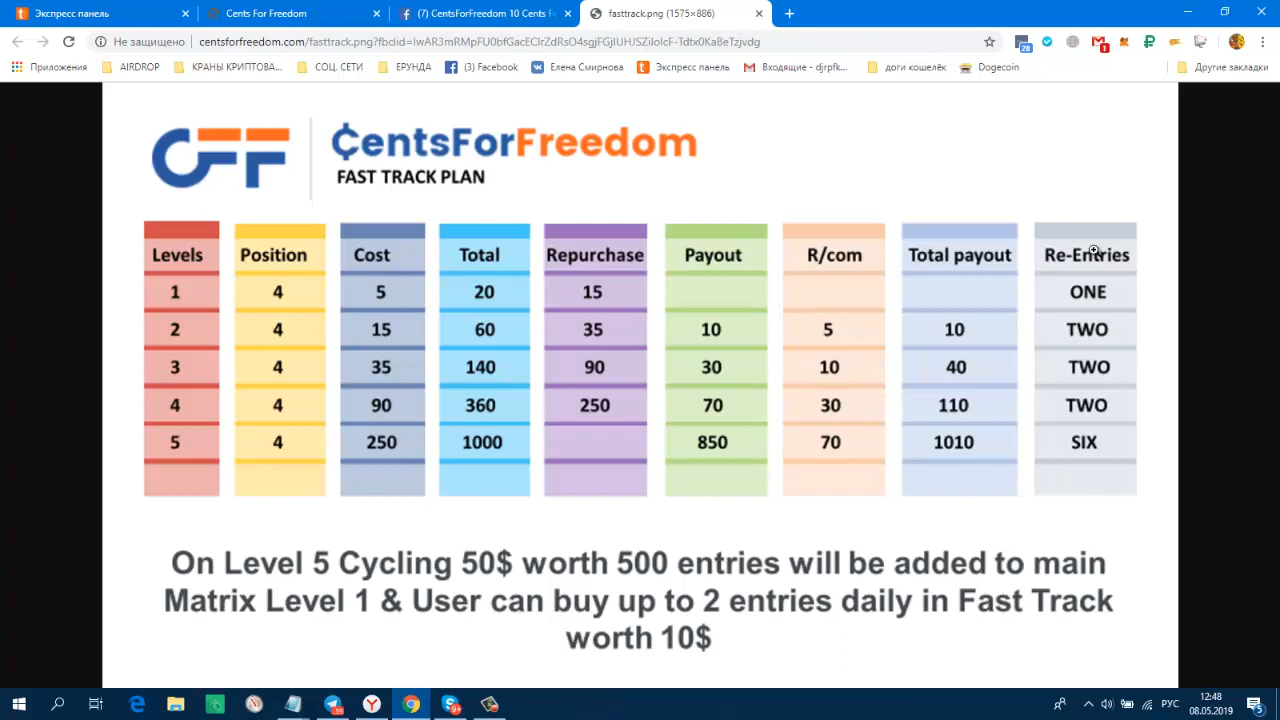 Экспресс панель
Cents For Freedom
(7) CentsForFreedom 10 Cents F
fasttrack.png (1575×886)
Не защищено centsforfreedom.com/fasttrack.png?fbclid=
Приложения AIRDROP КРАНЫ КРИПТОВА... СОЦ. СЕТИ ЕРУНДА (3) Facebook Елена Смирнова Экспресс панель Входящие - djrpfk... доги кошелёк Dogecoin Другие закладки
28
1
CFF
¢entsForFreedom
FAST TRACK PLAN
Levels Position Cost Total Repurchase Payout R/com Total payout Re-Entries
1 4 5 20 15 ONE
2 4 15 60 35 10 5 10 TWO
3 4 35 140 90 30 10 40 TWO
4 4 90 360 250 70 30 110 TWO
5 4 250 1000 850 70 1010 SIX
On Level 5 Cycling 50$ worth 500 entries will be added to main
Matrix Level 1 & User can buy up to 2 entries daily in Fast Track
worth 10$
РУС
12:48
08.05.2019
5